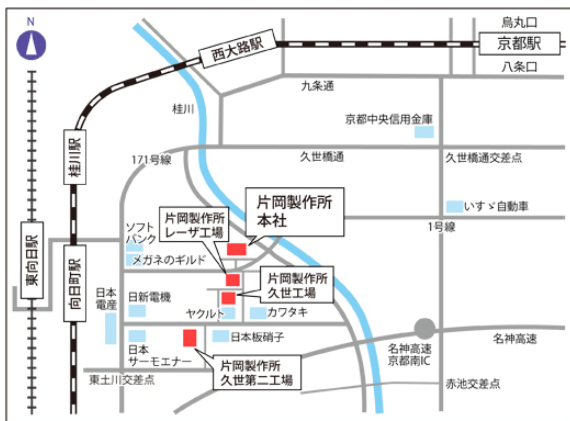 N
烏丸口
京都駅
八条口
西大路駅
九条通
桂川
京都中央信用金庫
久世橋通
久世橋通交差点
171号線
桂川駅
いすゞ自動車
1号線
片岡製作所
本社
片岡製作所
レーザ工場
ソフト
バンク
メガネのギルド
片岡製作所
久世工場
東向日駅
向日町駅
日本
電産
日新電機
ヤクルト
カワタキ
日本板硝子
日本
サーモエナー
名神高速
京都南IC
名神高速
片岡製作所
久世第二工場
東土川交差点
赤池交差点